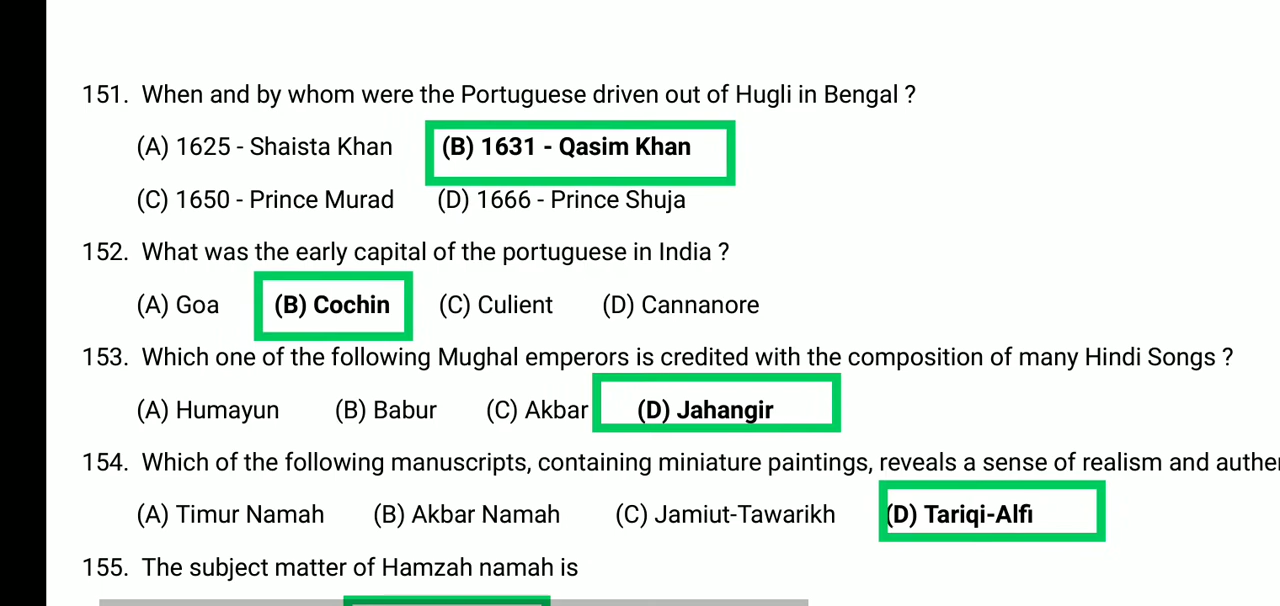 151. When and by whom were the Portuguese driven out of Hugli in Bengal ?
(A) 1625 - Shaista Khan (B) 1631 - Qasim Khan
(C) 1650 - Prince Murad (D) 1666 - Prince Shuja
152. What was the early capital of the portuguese in India ?
(A) Goa (B) Cochin (C) Culient (D) Cannanore
153. Which one of the following Mughal emperors is credited with the composition of many Hindi Songs ?
(A) Humayun (B) Babur (C) Akbar (D) Jahangir
154. Which of the following manuscripts, containing miniature paintings, reveals a sense of realism and authe
(A) Timur Namah (B) Akbar Namah (C) Jamiut-Tawarikh (D) Tariqi-Alfi
155. The subject matter of Hamzah namah is